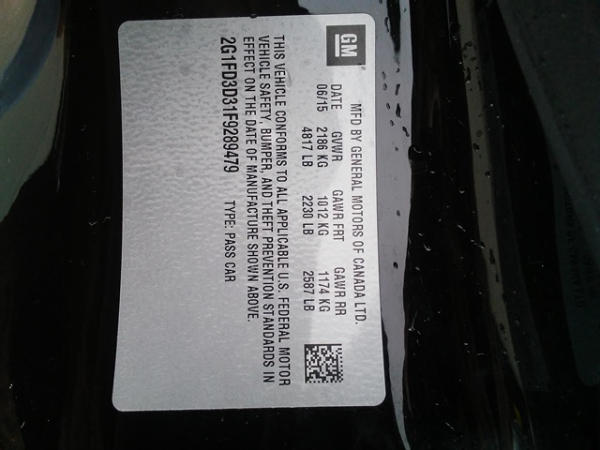 GM
MFD BY GENERAL MOTORS OF CANADA LTD.
DATE GVWR GAWR FRT GAWR RR
06/15 2186 KG 1012 KG 1174 KG
4817 LB 2230 LB 2587 LB
THIS VEHICLE CONFORMS TO ALL APPLICABLE U.S. FEDERAL MOTOR
VEHICLE SAFETY, BUMPER, AND THEFT PREVENTION STANDARDS IN
EFFECT ON THE DATE OF MANUFACTURE SHOWN ABOVE.
2G1FD3D31F9289479 TYPE: PASS CAR